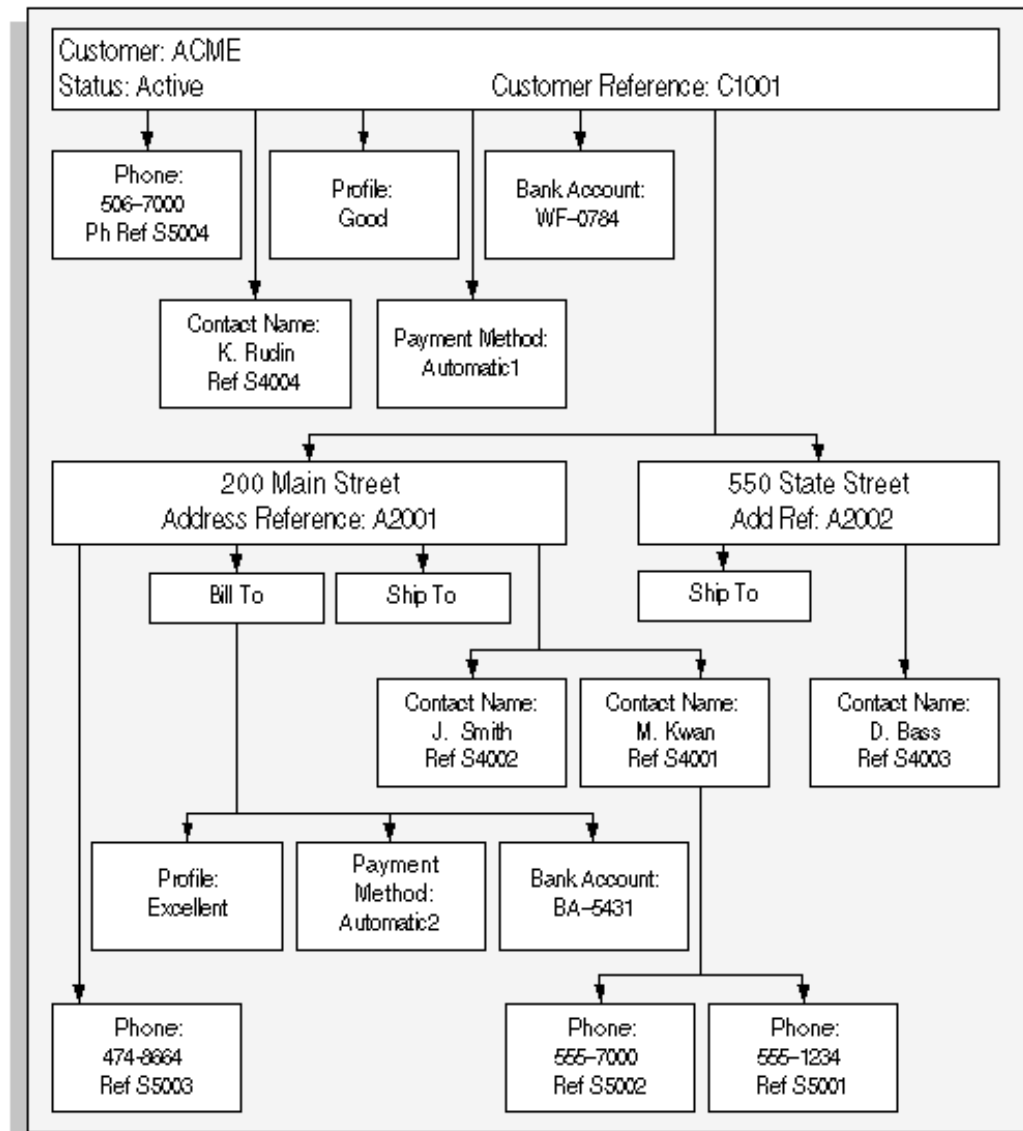 Customer: ACME
Status: Active Customer Reference: C1001
Phone:
506-7000
Ph Ref S5004
Profile:
Good
Bank Account:
WF-0784
Contact Name:
K. Rudin
Ref S4004
Payment Method:
Automatic1
200 Main Street
Address Reference: A2001
550 State Street
Add Ref: A2002
Bill To
Ship To
Ship To
Contact Name:
J. Smith
Ref S4002
Contact Name:
M. Kwan
Ref S4001
Contact Name:
D. Bass
Ref S4003
Profile:
Excellent
Payment
Method:
Automatic2
Bank Account:
BA-5431
Phone:
474-8664
Ref S5003
Phone:
555-7000
Ref S5002
Phone:
555-1234
Ref S5001